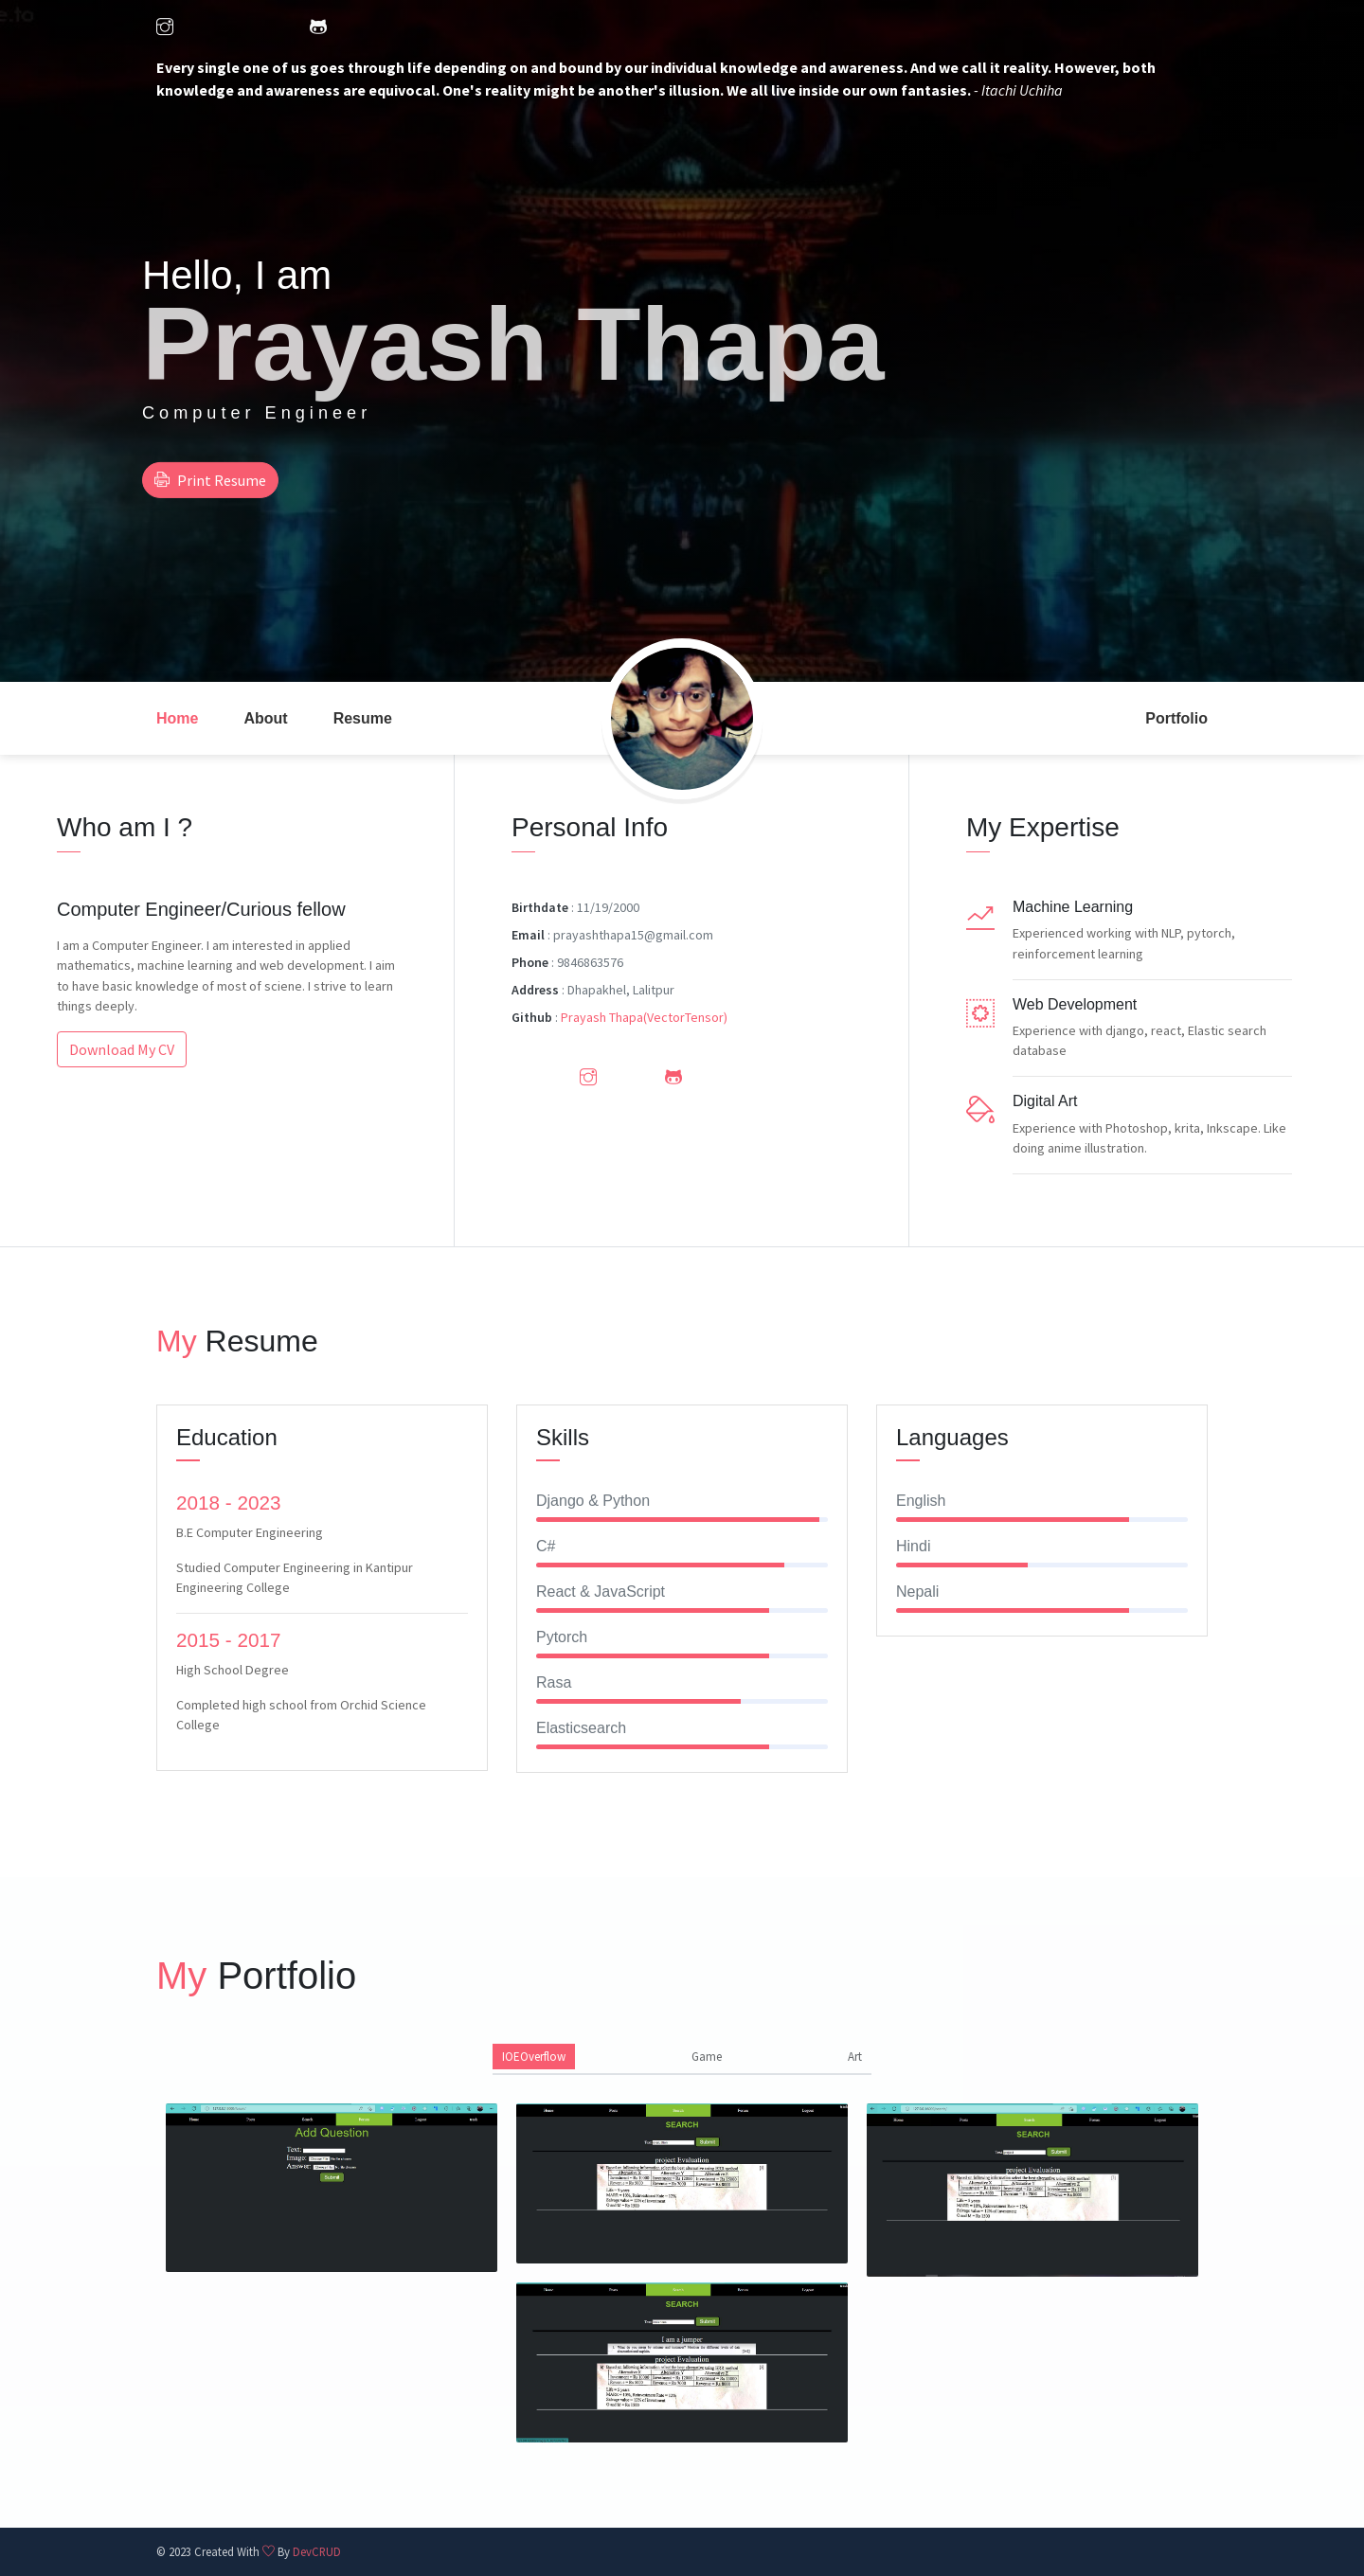 e.to
Every single one of us goes through life depending on and bound by our individual knowledge and awareness. And we call it reality. However, both
knowledge and awareness are equivocal. One's reality might be another's illusion. We all live inside our own fantasies. - Itachi Uchiha
Hello, I am
Prayash Thapa
Computer Engineer
Print Resume
Home About Resume Portfolio
Who am I ?
Computer Engineer/Curious fellow
I am a Computer Engineer. I am interested in applied
mathematics, machine learning and web development. I aim
to have basic knowledge of most of sciene. I strive to learn
things deeply.
Download My CV
Personal Info
Birthdate : 11/19/2000
Email : prayashthapa15@gmail.com
Phone : 9846863576
Address : Dhapakhel, Lalitpur
Github : Prayash Thapa(VectorTensor)
My Expertise
Machine Learning
Experienced working with NLP, pytorch,
reinforcement learning
Web Development
Experience with django, react, Elastic search
database
Digital Art
Experience with Photoshop, krita, Inkscape. Like
doing anime illustration.
My Resume
Education
2018 - 2023
B.E Computer Engineering
Studied Computer Engineering in Kantipur
Engineering College
2015 - 2017
High School Degree
Completed high school from Orchid Science
College
Skills
Django & Python
C#
React & JavaScript
Pytorch
Rasa
Elasticsearch
Languages
English
Hindi
Nepali
My Portfolio
IOEOverflow Game Art
Add Question
Text:
Image:
Answer:
Submit
SEARCH
Submit
project Evaluation
SEARCH
Submit
project Evaluation
SEARCH
Submit
I am a jumper
project Evaluation
© 2023 Created With By DevCRUD